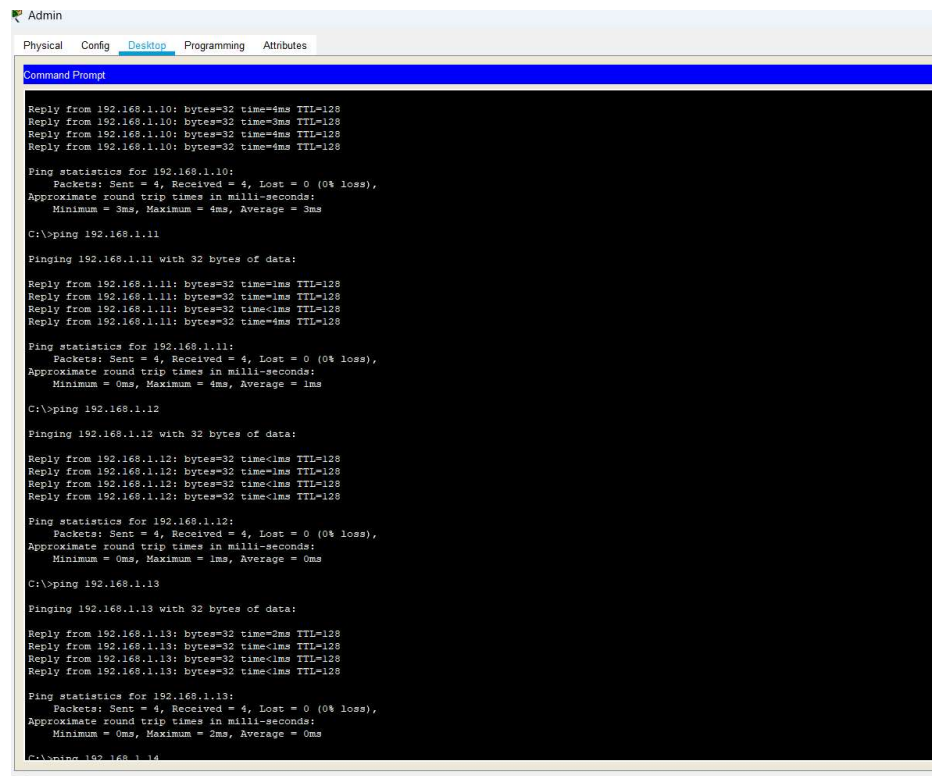 Admin
Physical Config Desktop Programming Attributes
Command Prompt
Reply from 192.168.1.10: bytes=32 time=4ms TTL=128
Reply from 192.168.1.10: bytes=32 time=3ms TTL=128
Reply from 192.168.1.10: bytes=32 time=4ms TTL=128
Reply from 192.168.1.10: bytes=32 time=4ms TTL=128
Ping statistics for 192.168.1.10:
Packets: Sent = 4, Received = 4, Lost = 0 (0% loss),
Approximate round trip times in milli-seconds:
Minimum = 3ms, Maximum = 4ms, Average = 3ms
C:\>ping 192.168.1.11
Pinging 192.168.1.11 with 32 bytes of data:
Reply from 192.168.1.11: bytes=32 time=1ms TTL=128
Reply from 192.168.1.11: bytes=32 time=1ms TTL=128
Reply from 192.168.1.11: bytes=32 time<1ms TTL=128
Reply from 192.168.1.11: bytes=32 time=4ms TTL=128
Ping statistics for 192.168.1.11:
Packets: Sent = 4, Received = 4, Lost = 0 (0% loss),
Approximate round trip times in milli-seconds:
Minimum = 0ms, Maximum = 4ms, Average = 1ms
C:\>ping 192.168.1.12
Pinging 192.168.1.12 with 32 bytes of data:
Reply from 192.168.1.12: bytes=32 time<1ms TTL=128
Reply from 192.168.1.12: bytes=32 time=1ms TTL=128
Reply from 192.168.1.12: bytes=32 time<1ms TTL=128
Reply from 192.168.1.12: bytes=32 time<1ms TTL=128
Ping statistics for 192.168.1.12:
Packets: Sent = 4, Received = 4, Lost = 0 (0% loss),
Approximate round trip times in milli-seconds:
Minimum = 0ms, Maximum = 1ms, Average = 0ms
C:\>ping 192.168.1.13
Pinging 192.168.1.13 with 32 bytes of data:
Reply from 192.168.1.13: bytes=32 time=2ms TTL=128
Reply from 192.168.1.13: bytes=32 time<1ms TTL=128
Reply from 192.168.1.13: bytes=32 time<1ms TTL=128
Reply from 192.168.1.13: bytes=32 time<1ms TTL=128
Ping statistics for 192.168.1.13:
Packets: Sent = 4, Received = 4, Lost = 0 (0% loss),
Approximate round trip times in milli-seconds:
Minimum = 0ms, Maximum = 2ms, Average = 0ms
C:\>ping 192.168.1.14